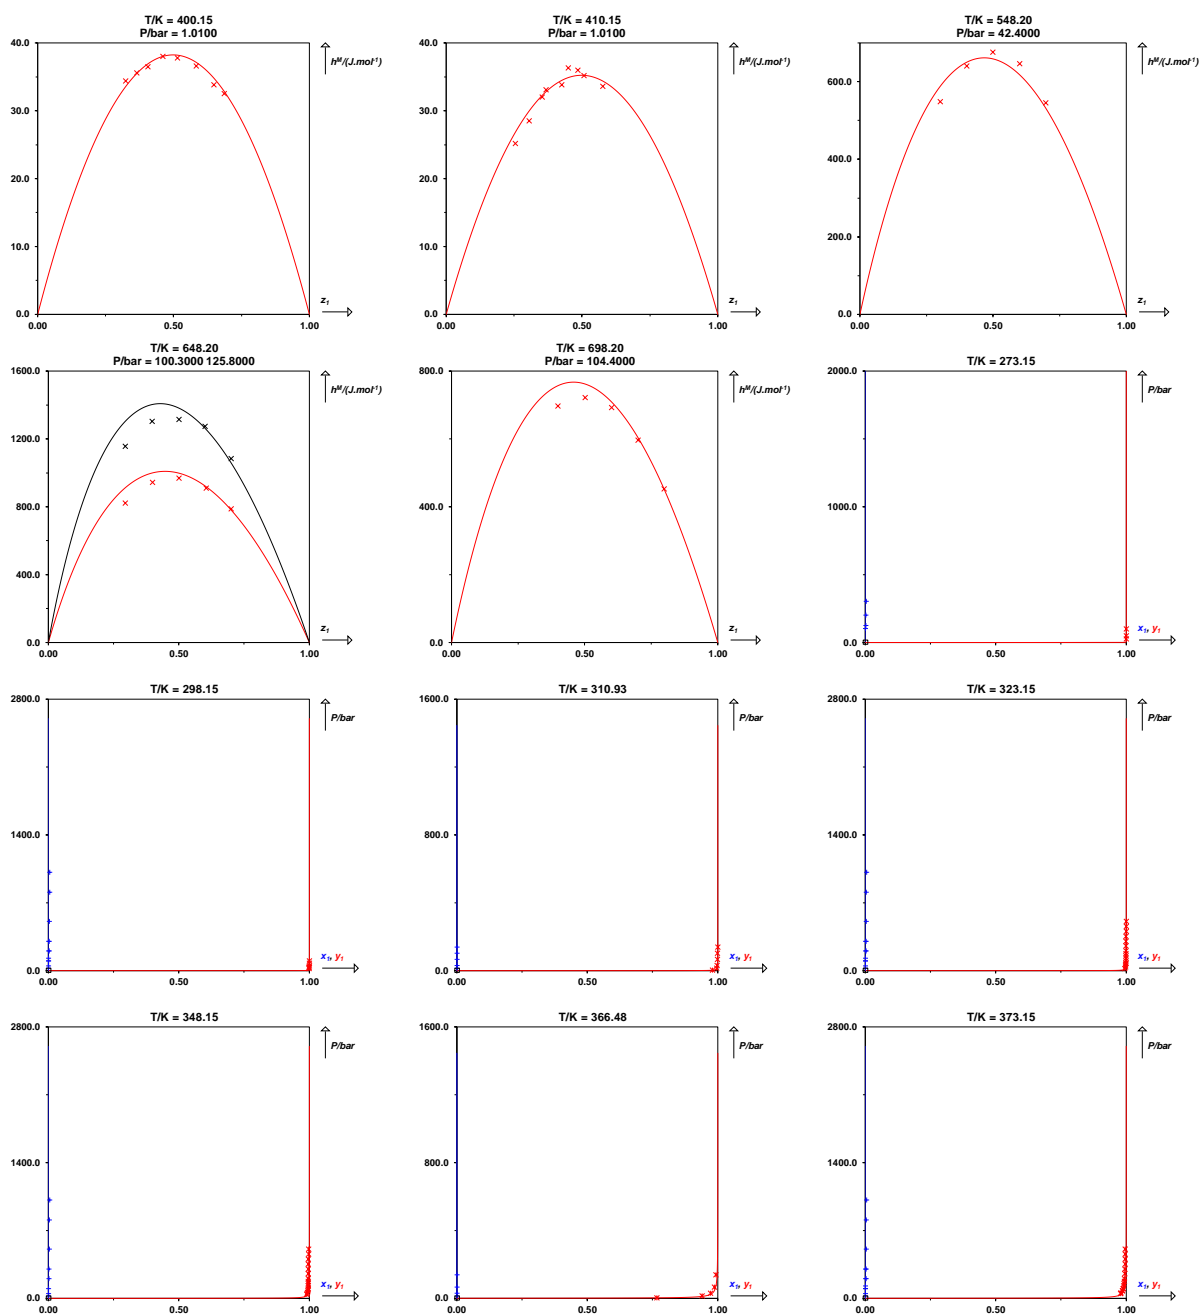 T/K = 400.15
P/bar = 1.0100
40.0
30.0
20.0
10.0
0.0
0.00 0.50 1.00
hᴹ/(J.mol⁻¹)
z₁
T/K = 410.15
P/bar = 1.0100
40.0
30.0
20.0
10.0
0.0
0.00 0.50 1.00
hᴹ/(J.mol⁻¹)
z₁
T/K = 548.20
P/bar = 42.4000
600.0
400.0
200.0
0.0
0.00 0.50 1.00
hᴹ/(J.mol⁻¹)
z₁
T/K = 648.20
P/bar = 100.3000 125.8000
1600.0
1200.0
800.0
400.0
0.0
0.00 0.50 1.00
hᴹ/(J.mol⁻¹)
z₁
T/K = 698.20
P/bar = 104.4000
800.0
400.0
0.0
0.00 0.50 1.00
hᴹ/(J.mol⁻¹)
z₁
T/K = 273.15
2000.0
1000.0
0.0
0.00 0.50 1.00
P/bar
x₁, y₁
T/K = 298.15
2800.0
1400.0
0.0
0.00 0.50 1.00
P/bar
x₁, y₁
T/K = 310.93
1600.0
800.0
0.0
0.00 0.50 1.00
P/bar
x₁, y₁
T/K = 323.15
2800.0
1400.0
0.0
0.00 0.50 1.00
P/bar
x₁, y₁
T/K = 348.15
2800.0
1400.0
0.0
0.00 0.50 1.00
P/bar
x₁, y₁
T/K = 366.48
1600.0
800.0
0.0
0.00 0.50 1.00
P/bar
x₁, y₁
T/K = 373.15
2800.0
1400.0
0.0
0.00 0.50 1.00
P/bar
x₁, y₁